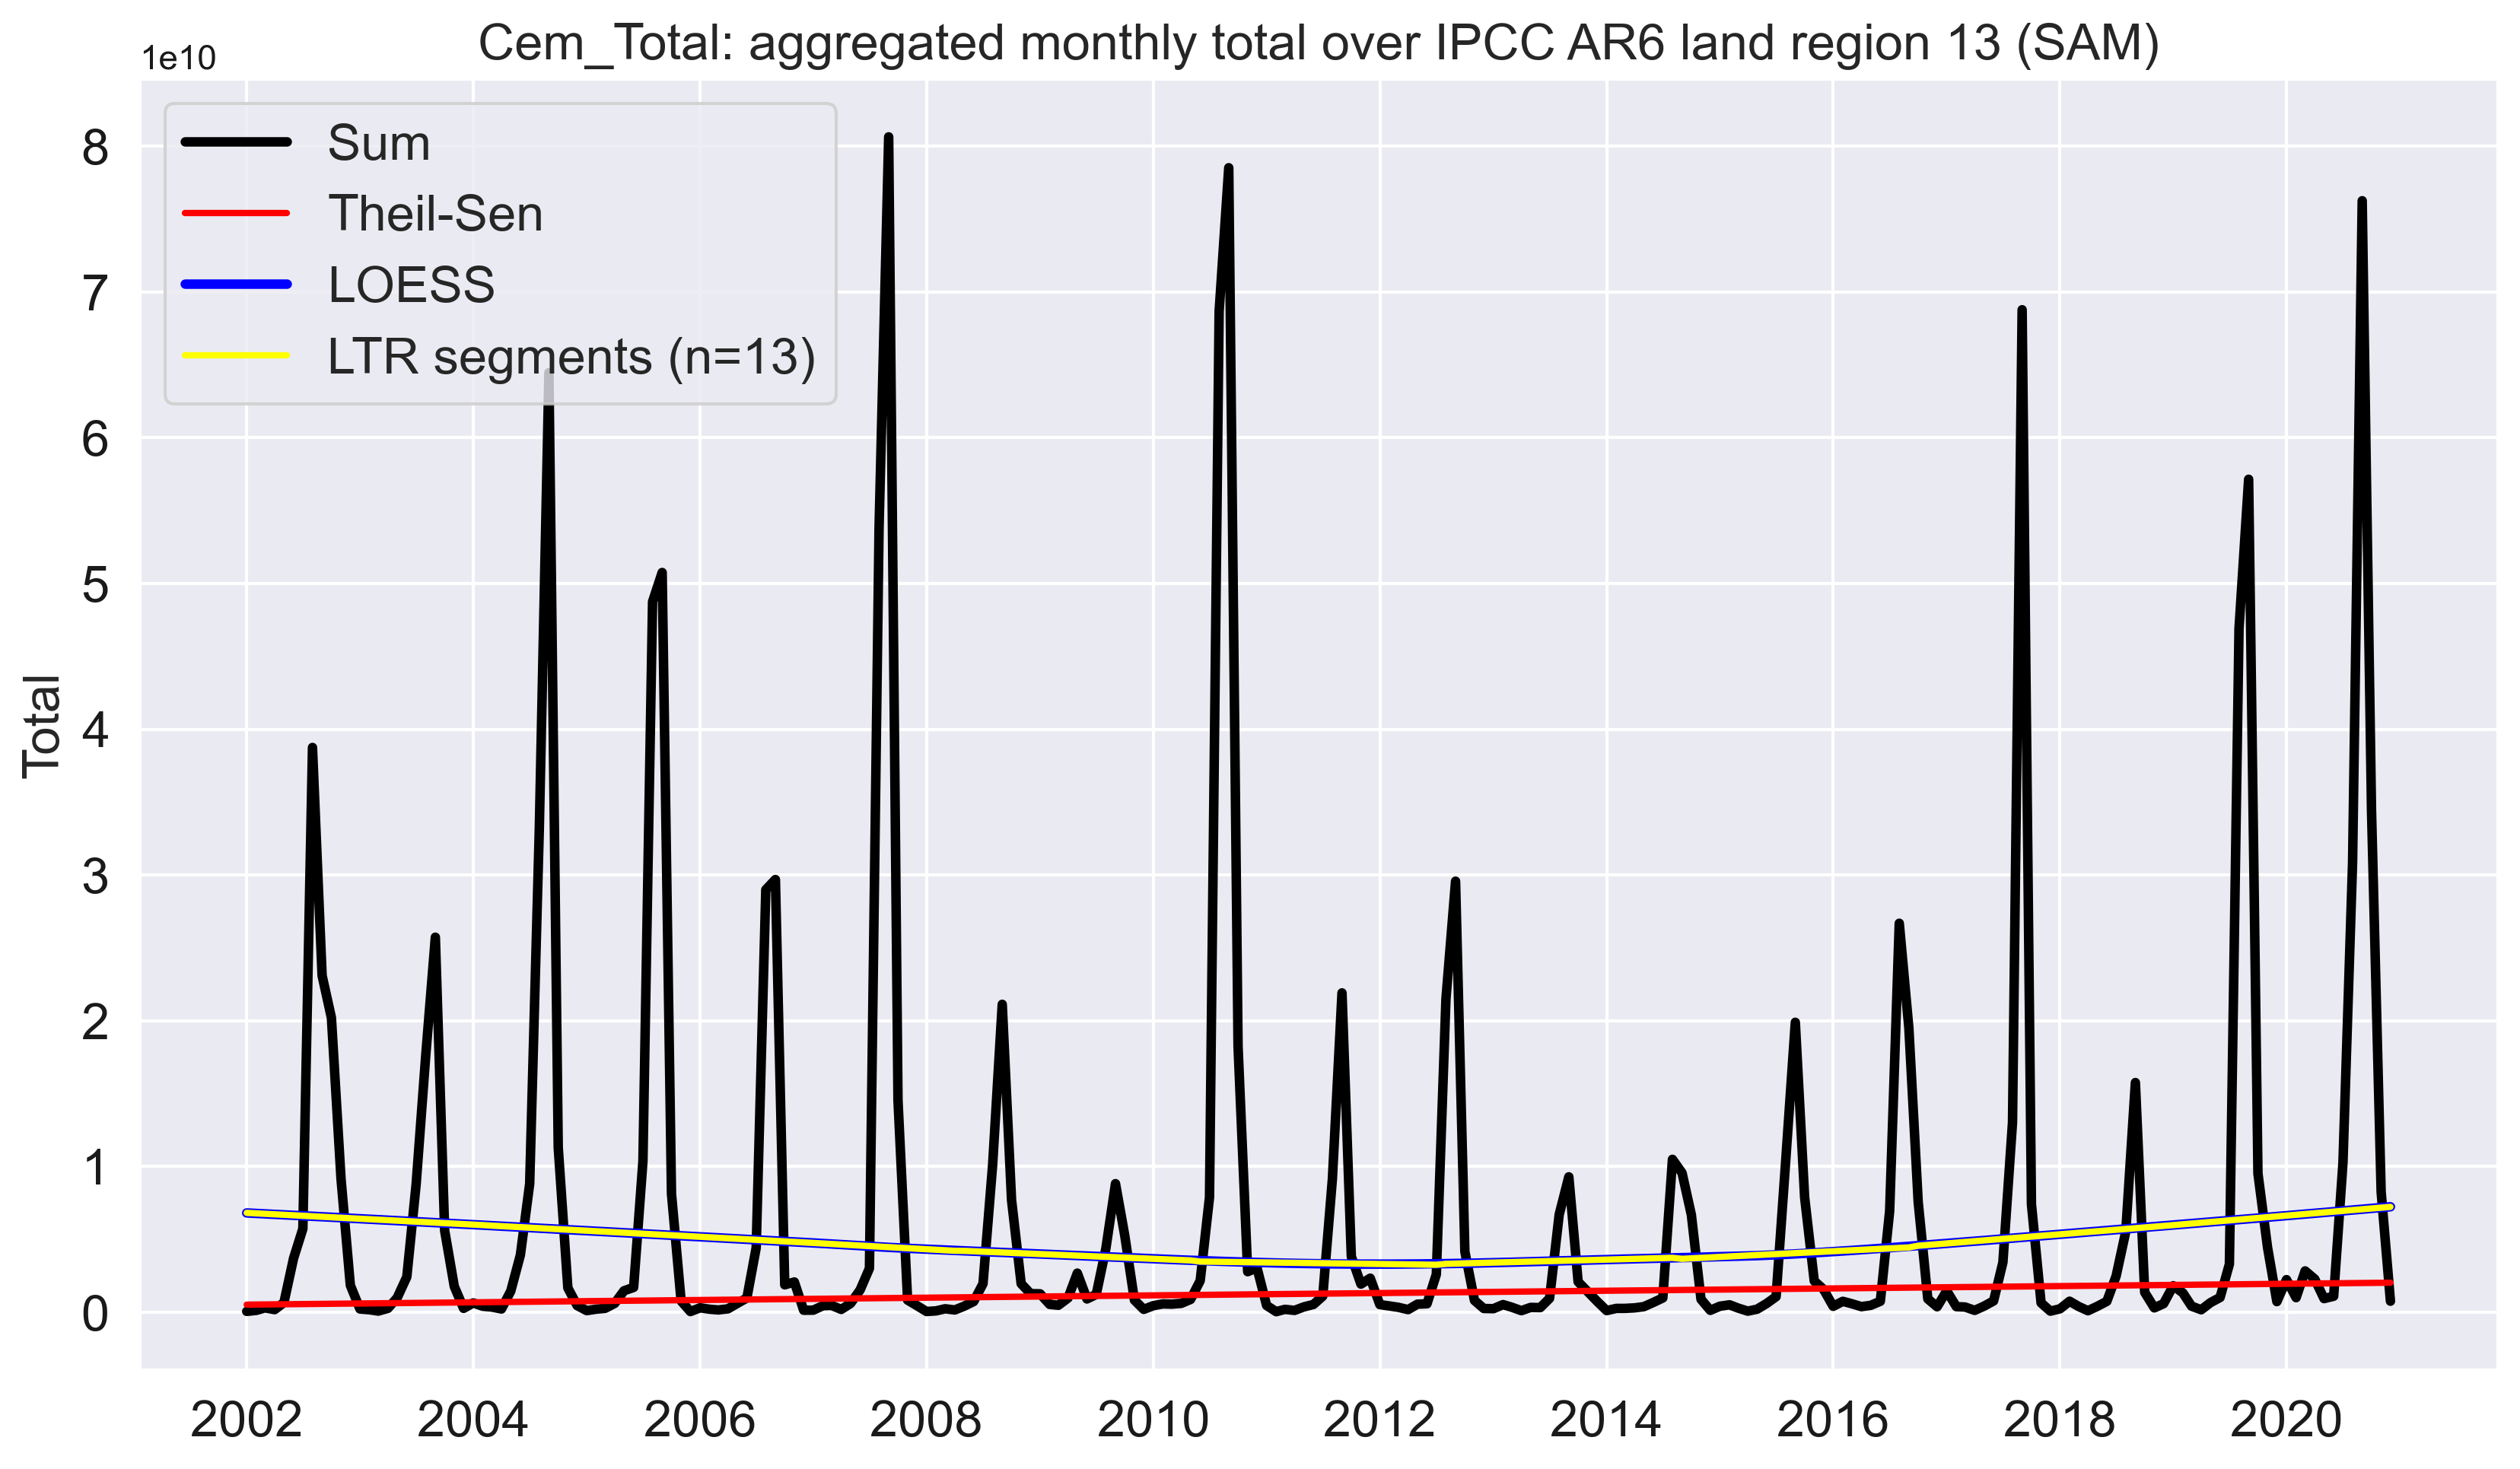 Cem_Total: aggregated monthly total over IPCC AR6 land region 13 (SAM)
1e10
Sum
Theil-Sen
LOESS
LTR segments (n=13)
8
7
6
5
4
3
2
1
0
Total
2002 2004 2006 2008 2010 2012 2014 2016 2018 2020